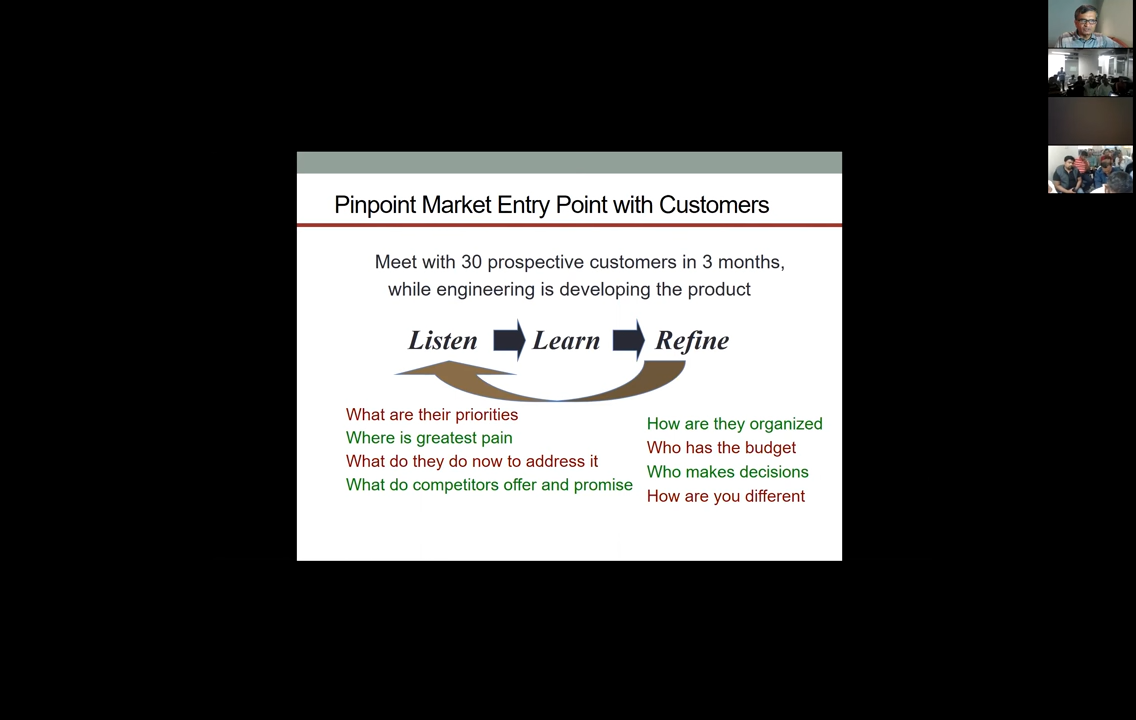 Pinpoint Market Entry Point with Customers
Meet with 30 prospective customers in 3 months,
while engineering is developing the product
Listen Learn Refine
What are their priorities
Where is greatest pain
What do they do now to address it
What do competitors offer and promise
How are they organized
Who has the budget
Who makes decisions
How are you different